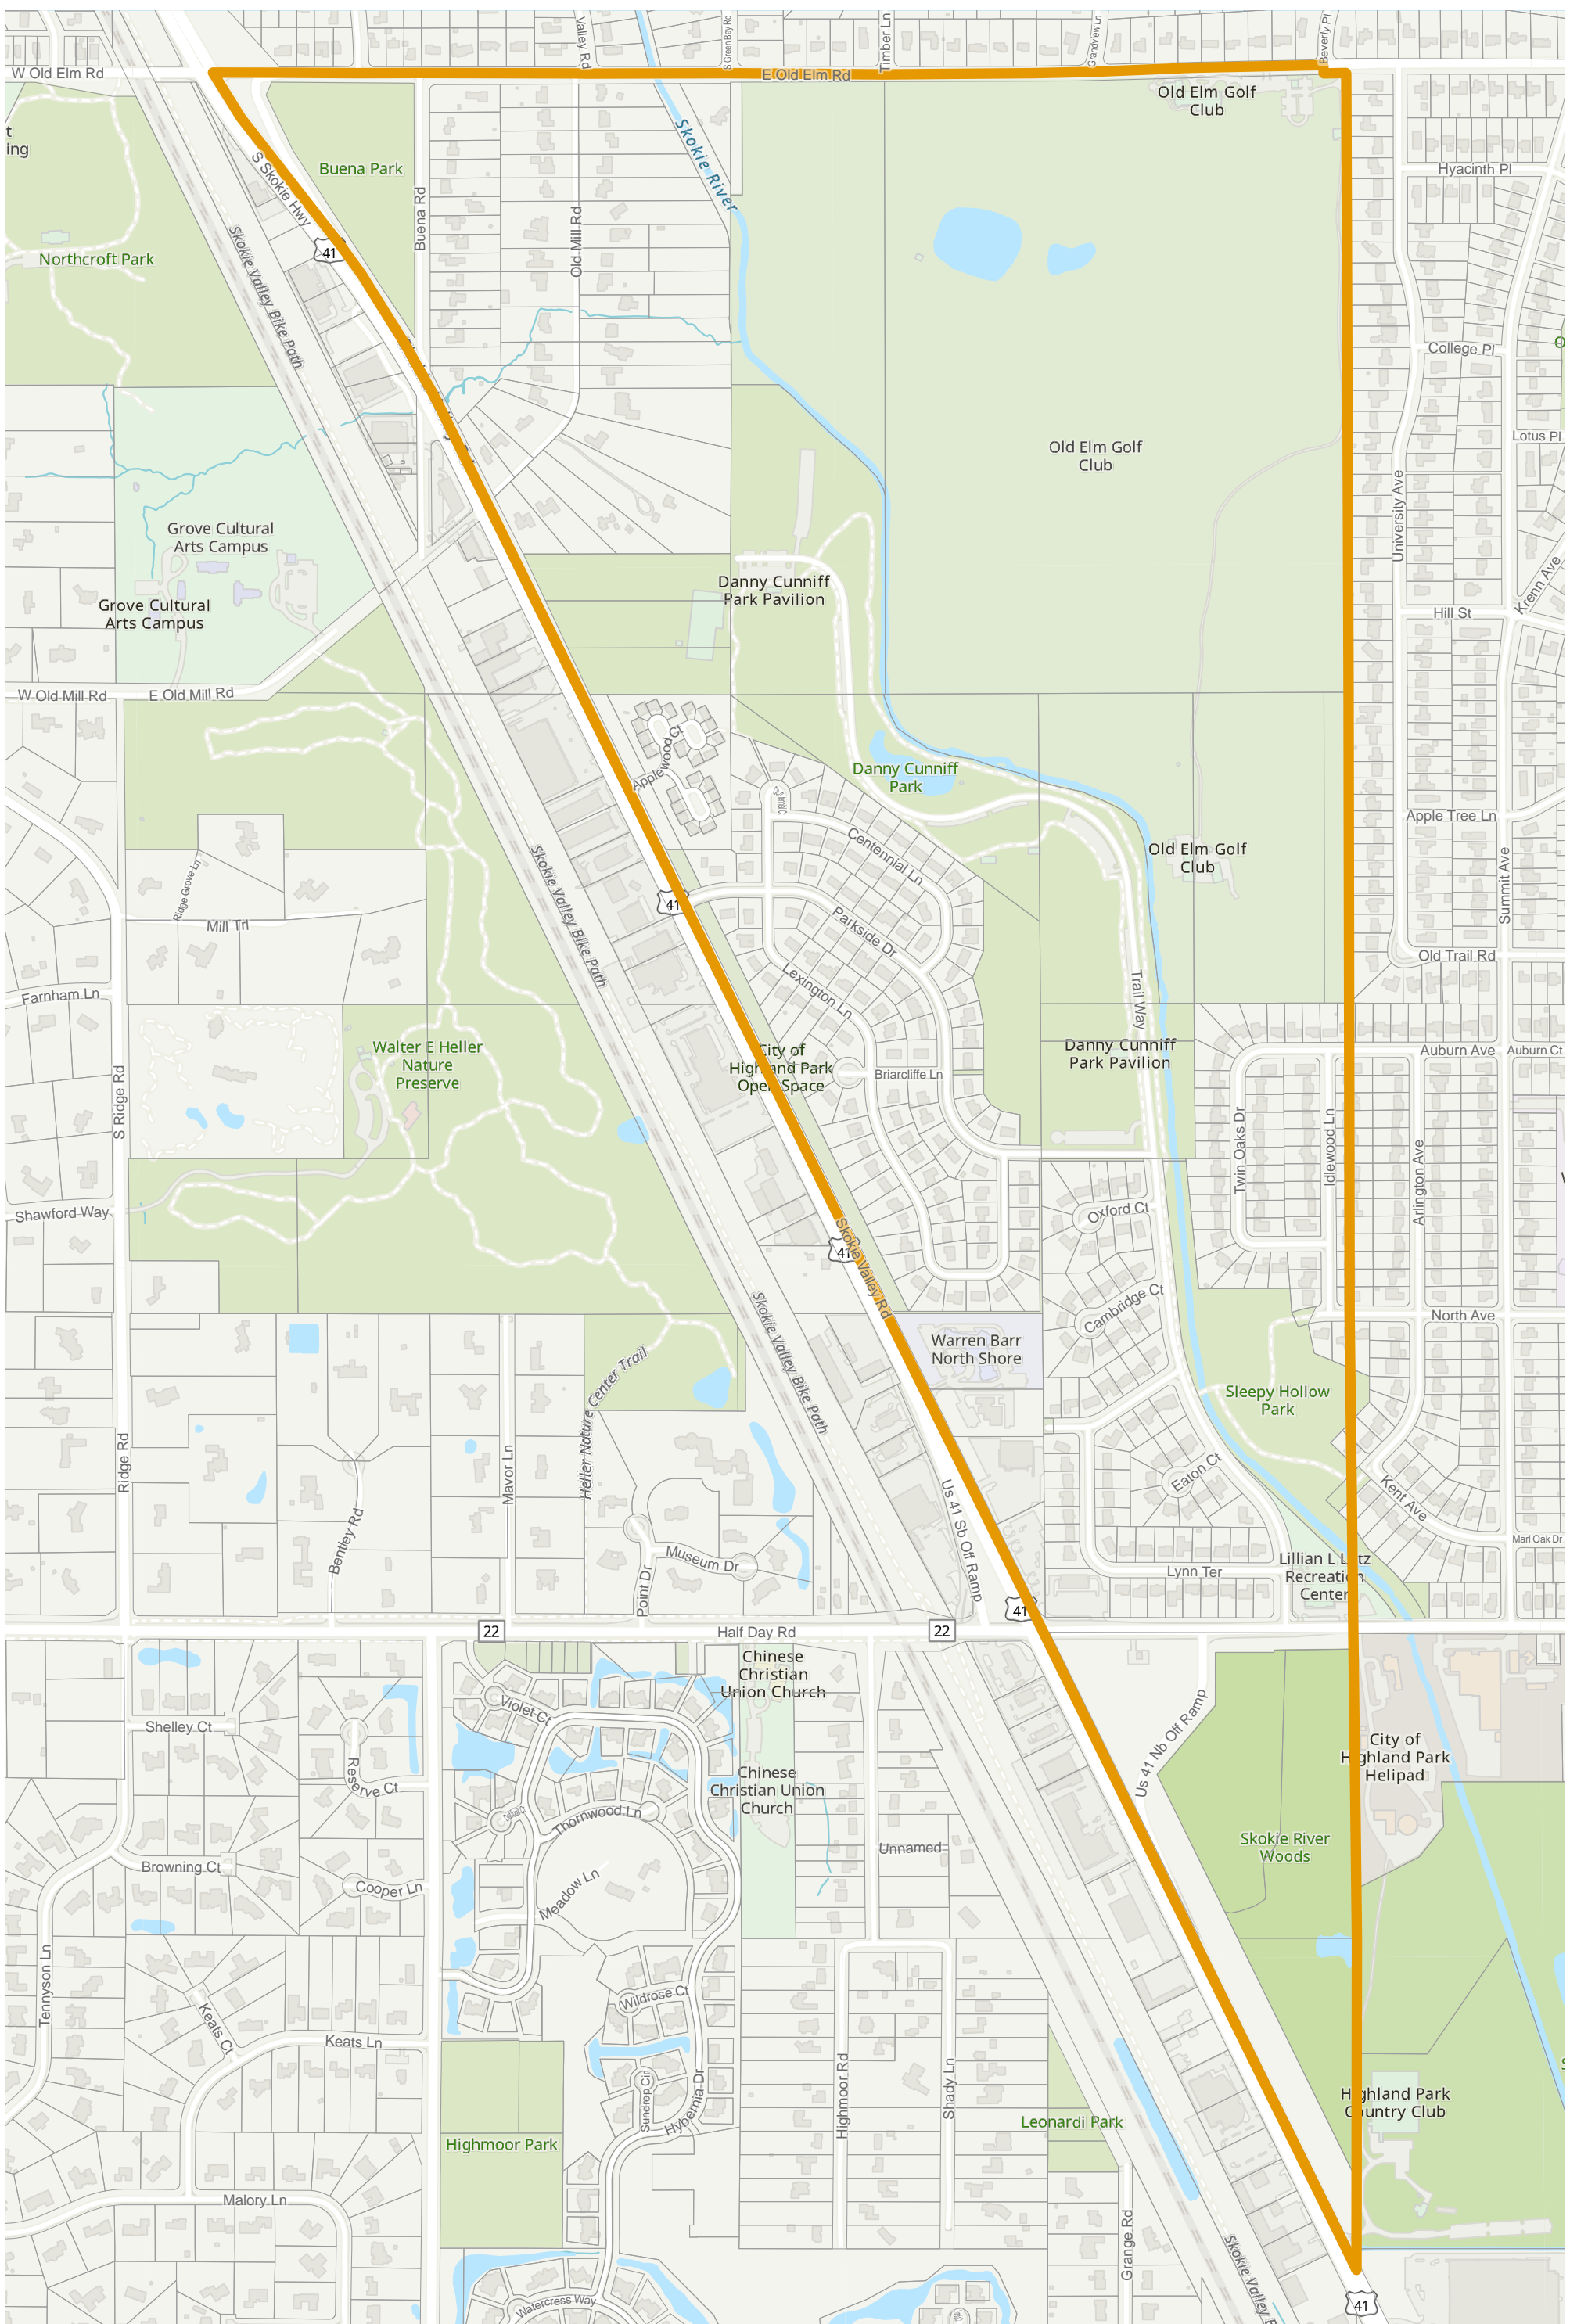 Valley Rd
S Green Bay Rd
Timber Ln
Grandview Ln
Beverly Pl
W Old Elm Rd
E Old Elm Rd
Old Elm Golf
Club
st
ting
S Skokie Hwy
Buena Park
Skokie River
Hyacinth Pl
Buena Rd
Old Mill Rd
41
Northcroft Park
Skokie Valley Bike Path
College Pl
O
Lotus Pl
Old Elm Golf
Club
University Ave
Grove Cultural
Arts Campus
Danny Cunniff
Park Pavilion
Krenn Ave
Grove Cultural
Arts Campus
Hill St
W Old Mill Rd
E Old Mill Rd
Applewood Ct
Danny Cunniff
Park
Centennial Ln
Apple Tree Ln
Old Elm Golf
Club
Skokie Valley Bike Path
Ridge Grove Ln
Summit Ave
41
Mill Trl
Parkside Dr
Old Trail Rd
Farnham Ln
Lexington Ln
Trail Way
Walter E Heller
Nature
Preserve
City of
Highland Park
Open Space
Briarcliffe Ln
Danny Cunniff
Park Pavilion
Auburn Ave
Auburn Ct
S Ridge Rd
Twin Oaks Dr
Idlewood Ln
Arlington Ave
Shawford Way
Oxford Ct
41
Skokie Valley Rd
Cambridge Ct
North Ave
Warren Barr
North Shore
Skokie Valley Bike Path
Heller Nature Center Trail
Sleepy Hollow
Park
Ridge Rd
Mavor Ln
Eaton Ct
Kent Ave
Us 41 Sb Off Ramp
Bentley Rd
Museum Dr
Point Dr
Marl Oak Dr
Lynn Ter
Lillian L Lutz
Recreation
Center
41
22
Half Day Rd
22
Chinese
Christian
Union Church
Violet Ct
Shelley Ct
Us 41 Nb Off Ramp
City of
Highland Park
Helipad
Reserve Ct
Chinese
Christian Union
Church
Thornwood Ln
Unnamed
Skokie River
Woods
Browning Ct
Cooper Ln
Meadow Ln
Tennyson Ln
Wildrose Ct
Keats Ct
Keats Ln
Sundrop Cir
Hybernia Dr
Highmoor Rd
Shady Ln
Highland Park
Country Club
Leonardi Park
Highmoor Park
Malory Ln
Grange Rd
Skokie Valley B
Watercress Way
41